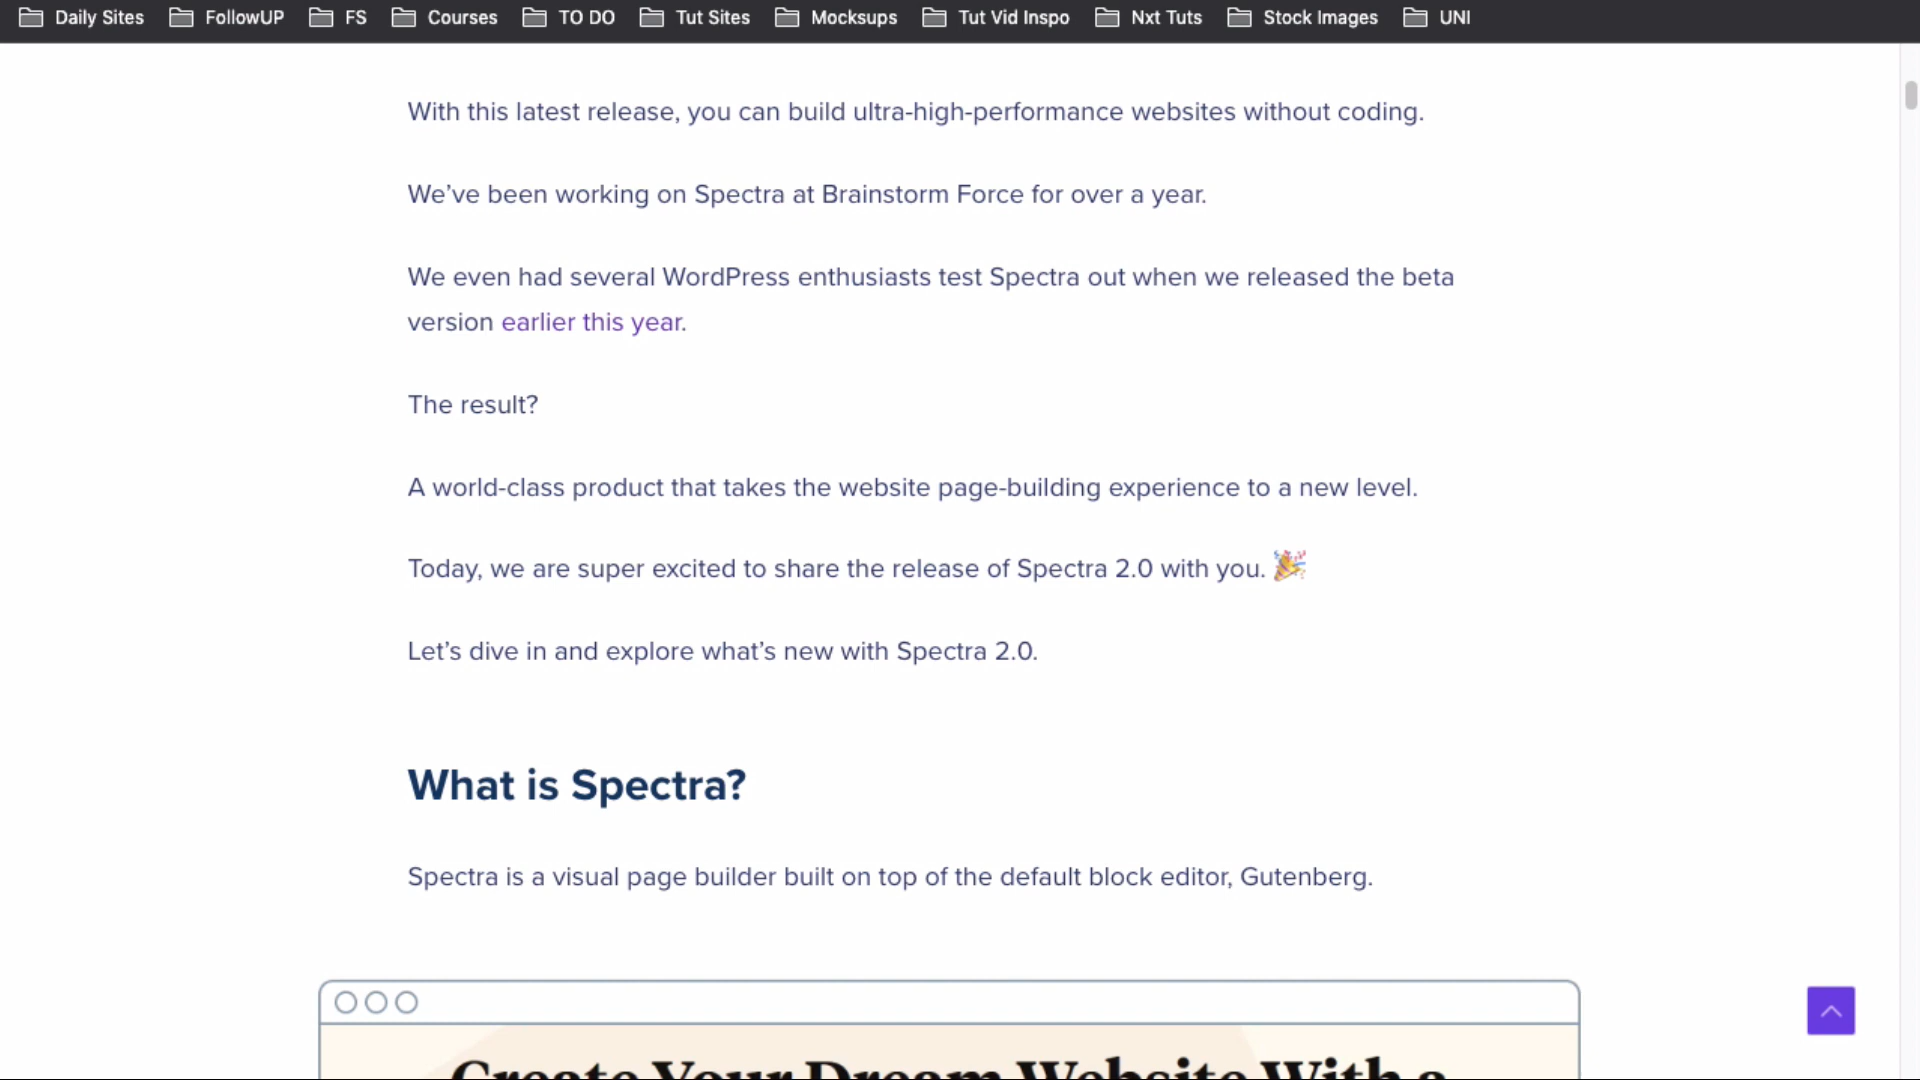 Daily Sites FollowUP FS Courses TO DO Tut Sites Mocksups Tut Vid Inspo Nxt Tuts Stock Images UNI
With this latest release, you can build ultra-high-performance websites without coding.
We’ve been working on Spectra at Brainstorm Force for over a year.
We even had several WordPress enthusiasts test Spectra out when we released the beta
version earlier this year.
The result?
A world-class product that takes the website page-building experience to a new level.
Today, we are super excited to share the release of Spectra 2.0 with you. 🎉
Let’s dive in and explore what’s new with Spectra 2.0.
What is Spectra?
Spectra is a visual page builder built on top of the default block editor, Gutenberg.
Create Your Dream Website With a